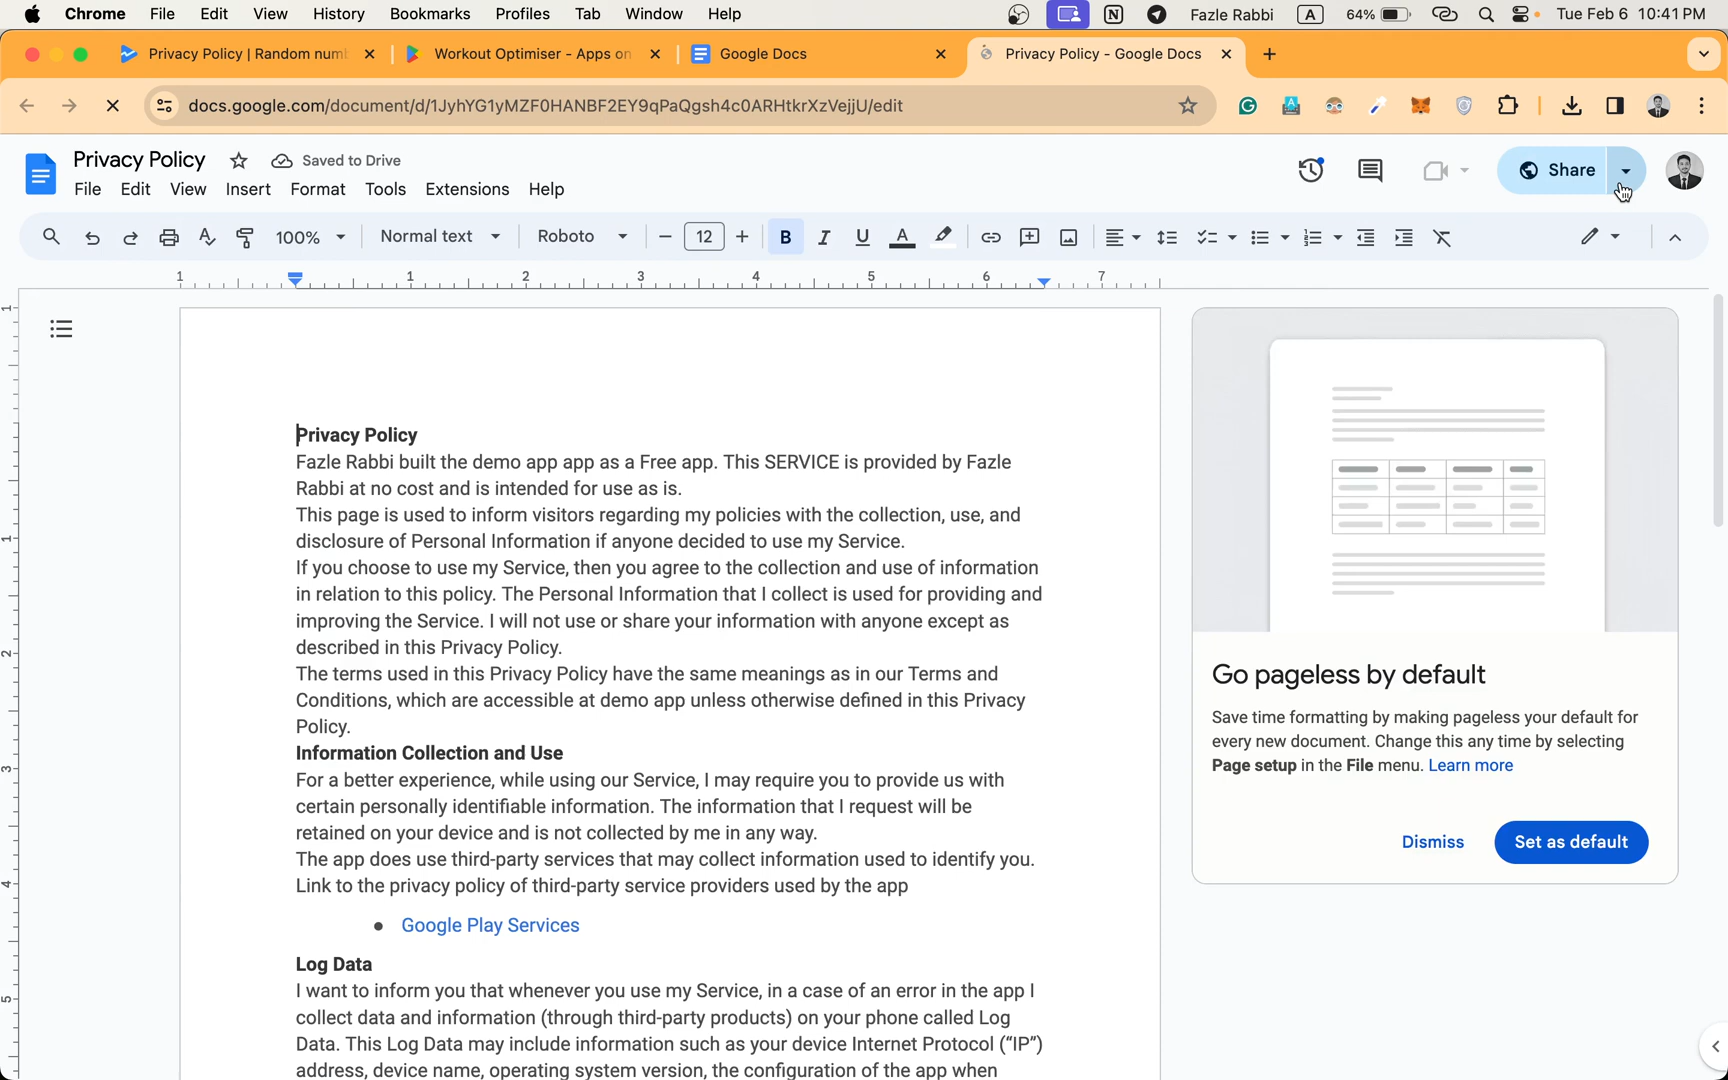 Chrome File Edit View History Bookmarks Profiles Tab Window Help Fazle Rabbi A 64% Tue Feb 6 10:41 PM
Privacy Policy | Random numb Workout Optimiser - Apps on Google Docs Privacy Policy - Google Docs
docs.google.com/document/d/1JyhYG1yMZF0HANBF2EY9qPaQgsh4c0ARHtkrXzVejjU/edit
Privacy Policy Saved to Drive
Share
File Edit View Insert Format Tools Extensions Help
100% Normal text Roboto 12 B I U A
1 1 2 3 4 5 6 7
Privacy Policy
Fazle Rabbi built the demo app app as a Free app. This SERVICE is provided by Fazle
Rabbi at no cost and is intended for use as is.
This page is used to inform visitors regarding my policies with the collection, use, and
disclosure of Personal Information if anyone decided to use my Service.
If you choose to use my Service, then you agree to the collection and use of information
in relation to this policy. The Personal Information that I collect is used for providing and
improving the Service. I will not use or share your information with anyone except as
described in this Privacy Policy.
The terms used in this Privacy Policy have the same meanings as in our Terms and
Conditions, which are accessible at demo app unless otherwise defined in this Privacy
Policy.
Information Collection and Use
For a better experience, while using our Service, I may require you to provide us with
certain personally identifiable information. The information that I request will be
retained on your device and is not collected by me in any way.
The app does use third-party services that may collect information used to identify you.
Link to the privacy policy of third-party service providers used by the app
● Google Play Services
Log Data
I want to inform you that whenever you use my Service, in a case of an error in the app I
collect data and information (through third-party products) on your phone called Log
Data. This Log Data may include information such as your device Internet Protocol (“IP”)
address, device name, operating system version, the configuration of the app when
Go pageless by default
Save time formatting by making pageless your default for
every new document. Change this any time by selecting
Page setup in the File menu. Learn more
Dismiss Set as default
1
1
2
3
4
5